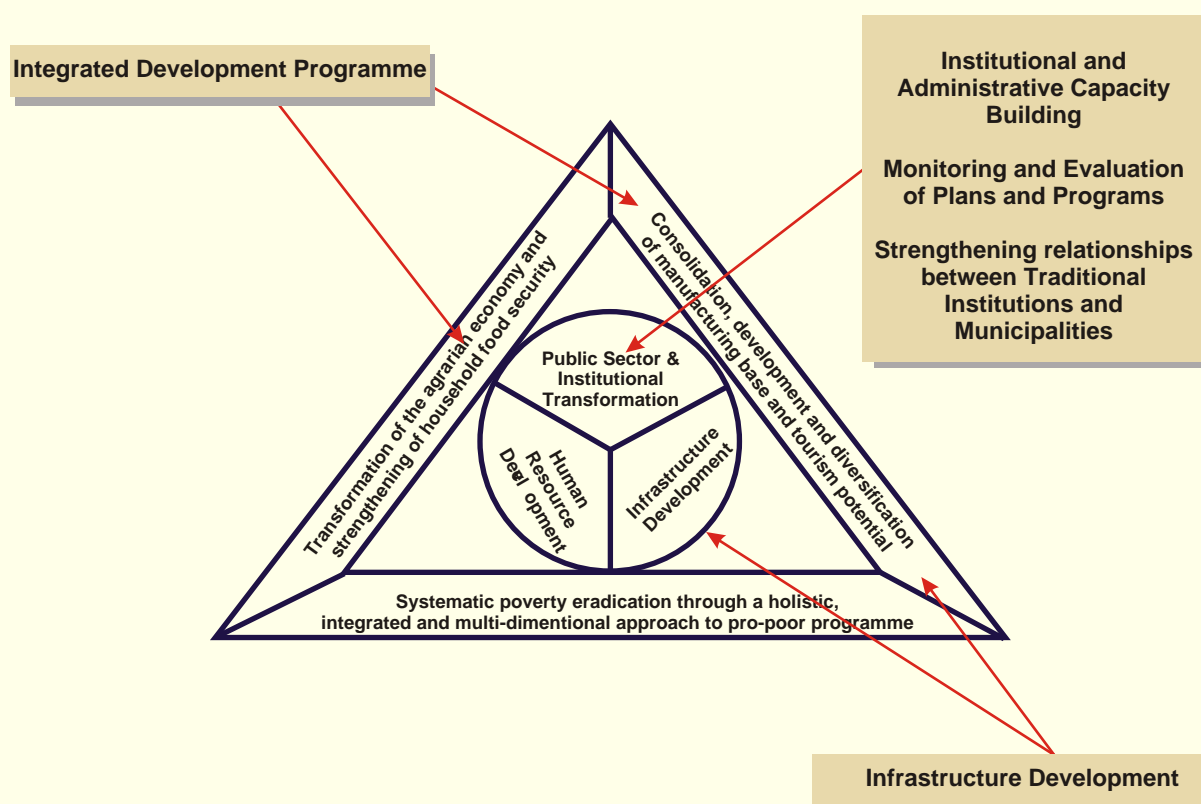 Integrated Development Programme
Institutional and
Administrative Capacity
Building
Monitoring and Evaluation
of Plans and Programs
Strengthening relationships
between Traditional
Institutions and
Municipalities
Transformation of the agrarian economy and
strengthening of household food security
Consolidation, development and diversification
of manufacturing base and tourism potential
Public Sector &
Institutional
Transformation
Human
Resource
Development
Infrastructure
Development
Systematic poverty eradication through a holistic,
integrated and multi-dimentional approach to pro-poor programme
Infrastructure Development